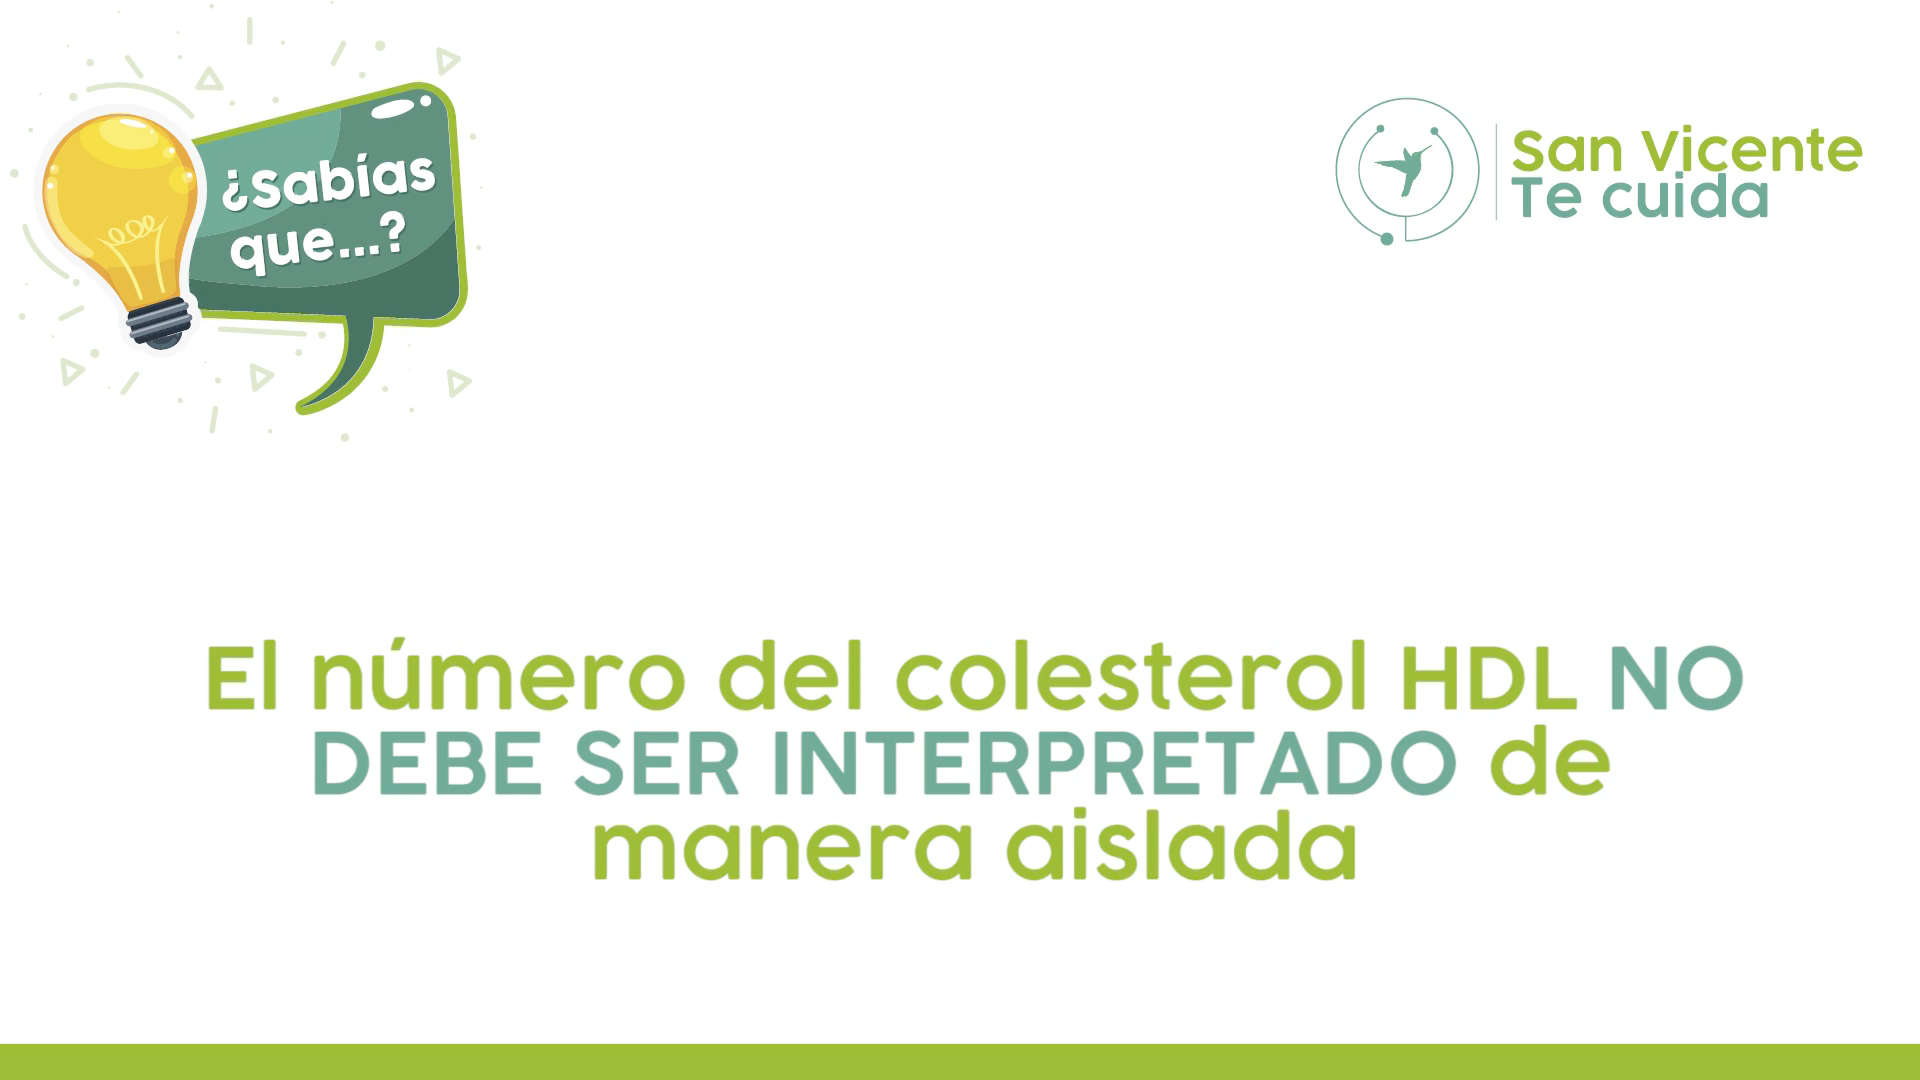 ¿Sabías
que...?
San Vicente
Te cuida
El número del colesterol HDL NO
DEBE SER INTERPRETADO de
manera aislada